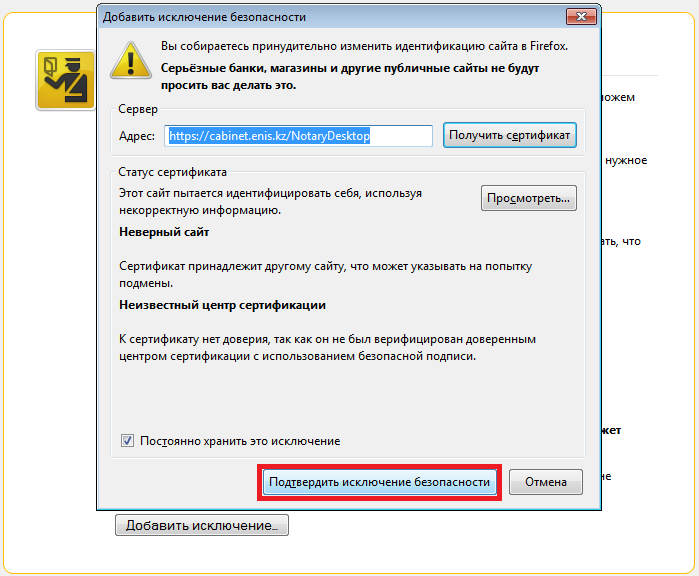 Добавить исключение безопасности
Вы собираетесь принудительно изменить идентификацию сайта в Firefox.
Серьёзные банки, магазины и другие публичные сайты не будут
просить вас делать это.
Сервер
Адрес: https://cabinet.enis.kz/NotaryDesktop Получить сертификат
Статус сертификата
Этот сайт пытается идентифицировать себя, используя
некорректную информацию.
Просмотреть...
Неверный сайт
Сертификат принадлежит другому сайту, что может указывать на попытку
подмены.
Неизвестный центр сертификации
К сертификату нет доверия, так как он не был верифицирован доверенным
центром сертификации с использованием безопасной подписи.
Постоянно хранить это исключение
Подтвердить исключение безопасности Отмена
Добавить исключение...
нужное
что